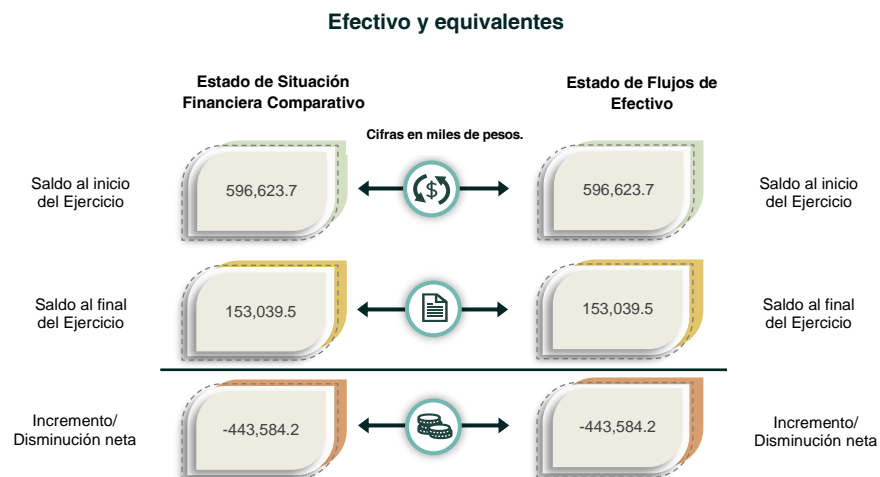 Efectivo y equivalentes
Estado de Situación
Financiera Comparativo
Estado de Flujos de
Efectivo
Cifras en miles de pesos.
Saldo al inicio
del Ejercicio
596,623.7
$
596,623.7
Saldo al inicio
del Ejercicio
Saldo al final
del Ejercicio
153,039.5
153,039.5
Saldo al final
del Ejercicio
Incremento/
Disminución neta
-443,584.2
-443,584.2
Incremento/
Disminución neta